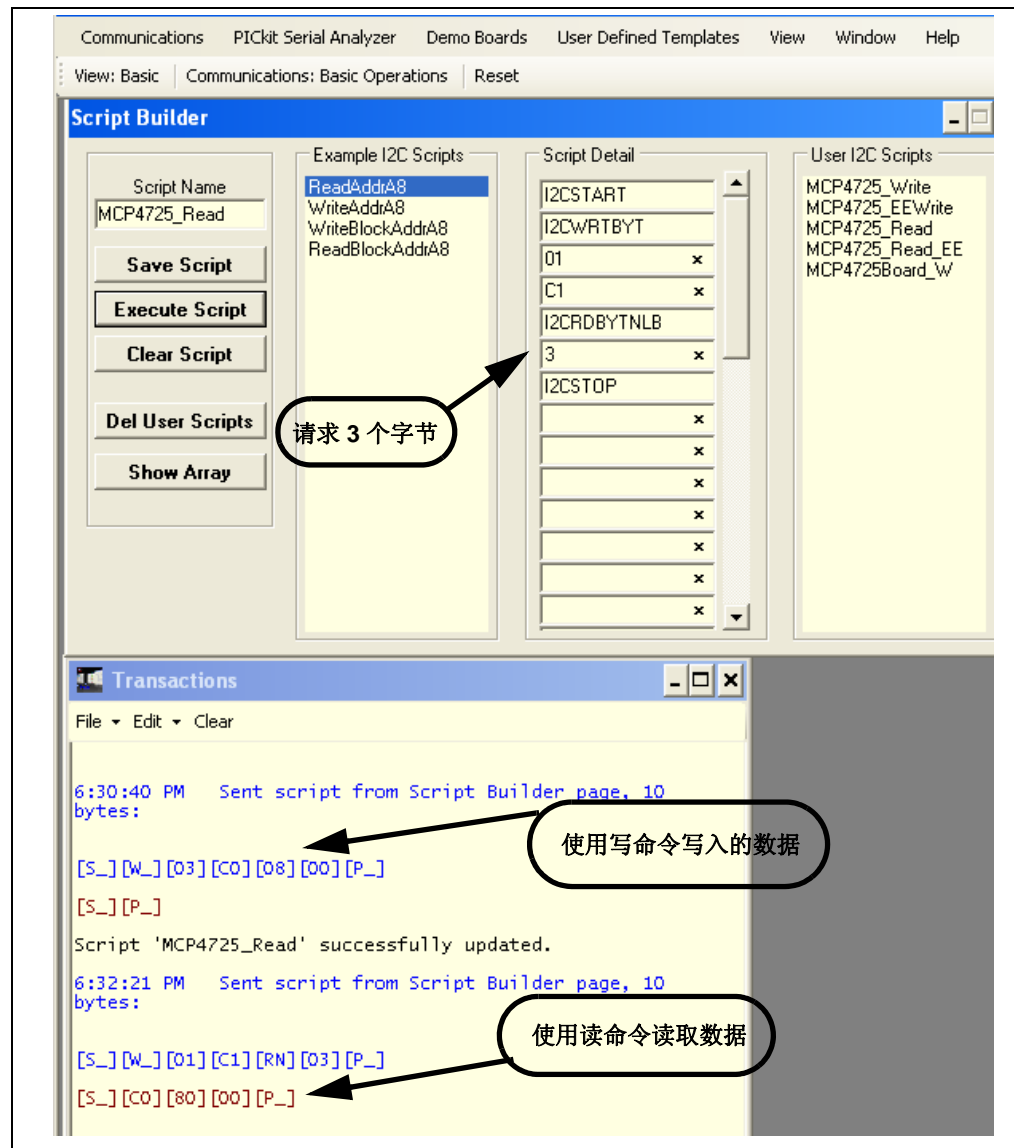 Communications PICkit Serial Analyzer Demo Boards User Defined Templates View Window Help
View: Basic Communications: Basic Operations Reset
Script Builder
Script Name
MCP4725_Read
Save Script
Execute Script
Clear Script
Del User Scripts
Show Array
Example I2C Scripts
ReadAddrA8
WriteAddrA8
WriteBlockAddrA8
ReadBlockAddrA8
Script Detail
I2CSTART
I2CWRTBYT
01 x
C1 x
I2CRDBYTNLB
3 x
I2CSTOP
x
x
x
x
x
x
x
User I2C Scripts
MCP4725_Write
MCP4725_EEWrite
MCP4725_Read
MCP4725_Read_EE
MCP4725Board_W
请求 3 个字节
Transactions
File Edit Clear
6:30:40 PM Sent script from Script Builder page, 10
bytes:
使用写命令写入的数据
[S_][W_][03][C0][08][00][P_]
[S_][P_]
Script 'MCP4725_Read' successfully updated.
6:32:21 PM Sent script from Script Builder page, 10
bytes:
使用读命令读取数据
[S_][W_][01][C1][RN][03][P_]
[S_][C0][80][00][P_]